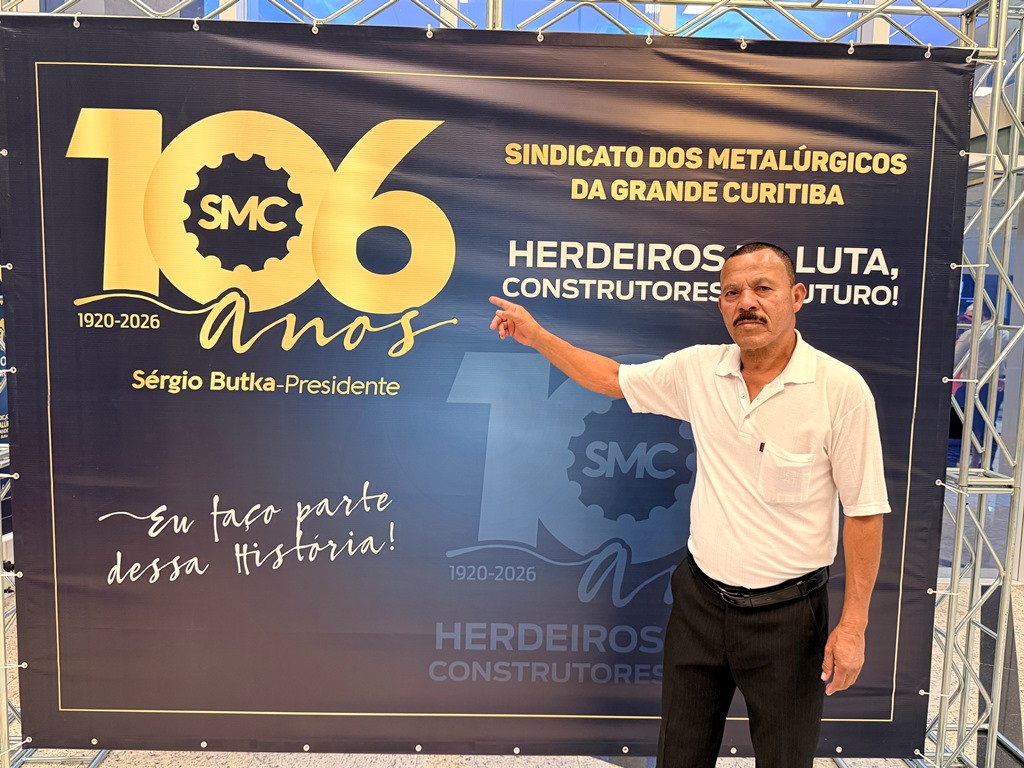 106
SMC
anos
1920-2026
Sérgio Butka-Presidente
SINDICATO DOS METALÚRGICOS
DA GRANDE CURITIBA
HERDEIROS LUTA,
CONSTRUTORES UTURO!
Eu faço parte
dessa História!
SMC
1920-2026
HERDEIROS
CONSTRUTORES